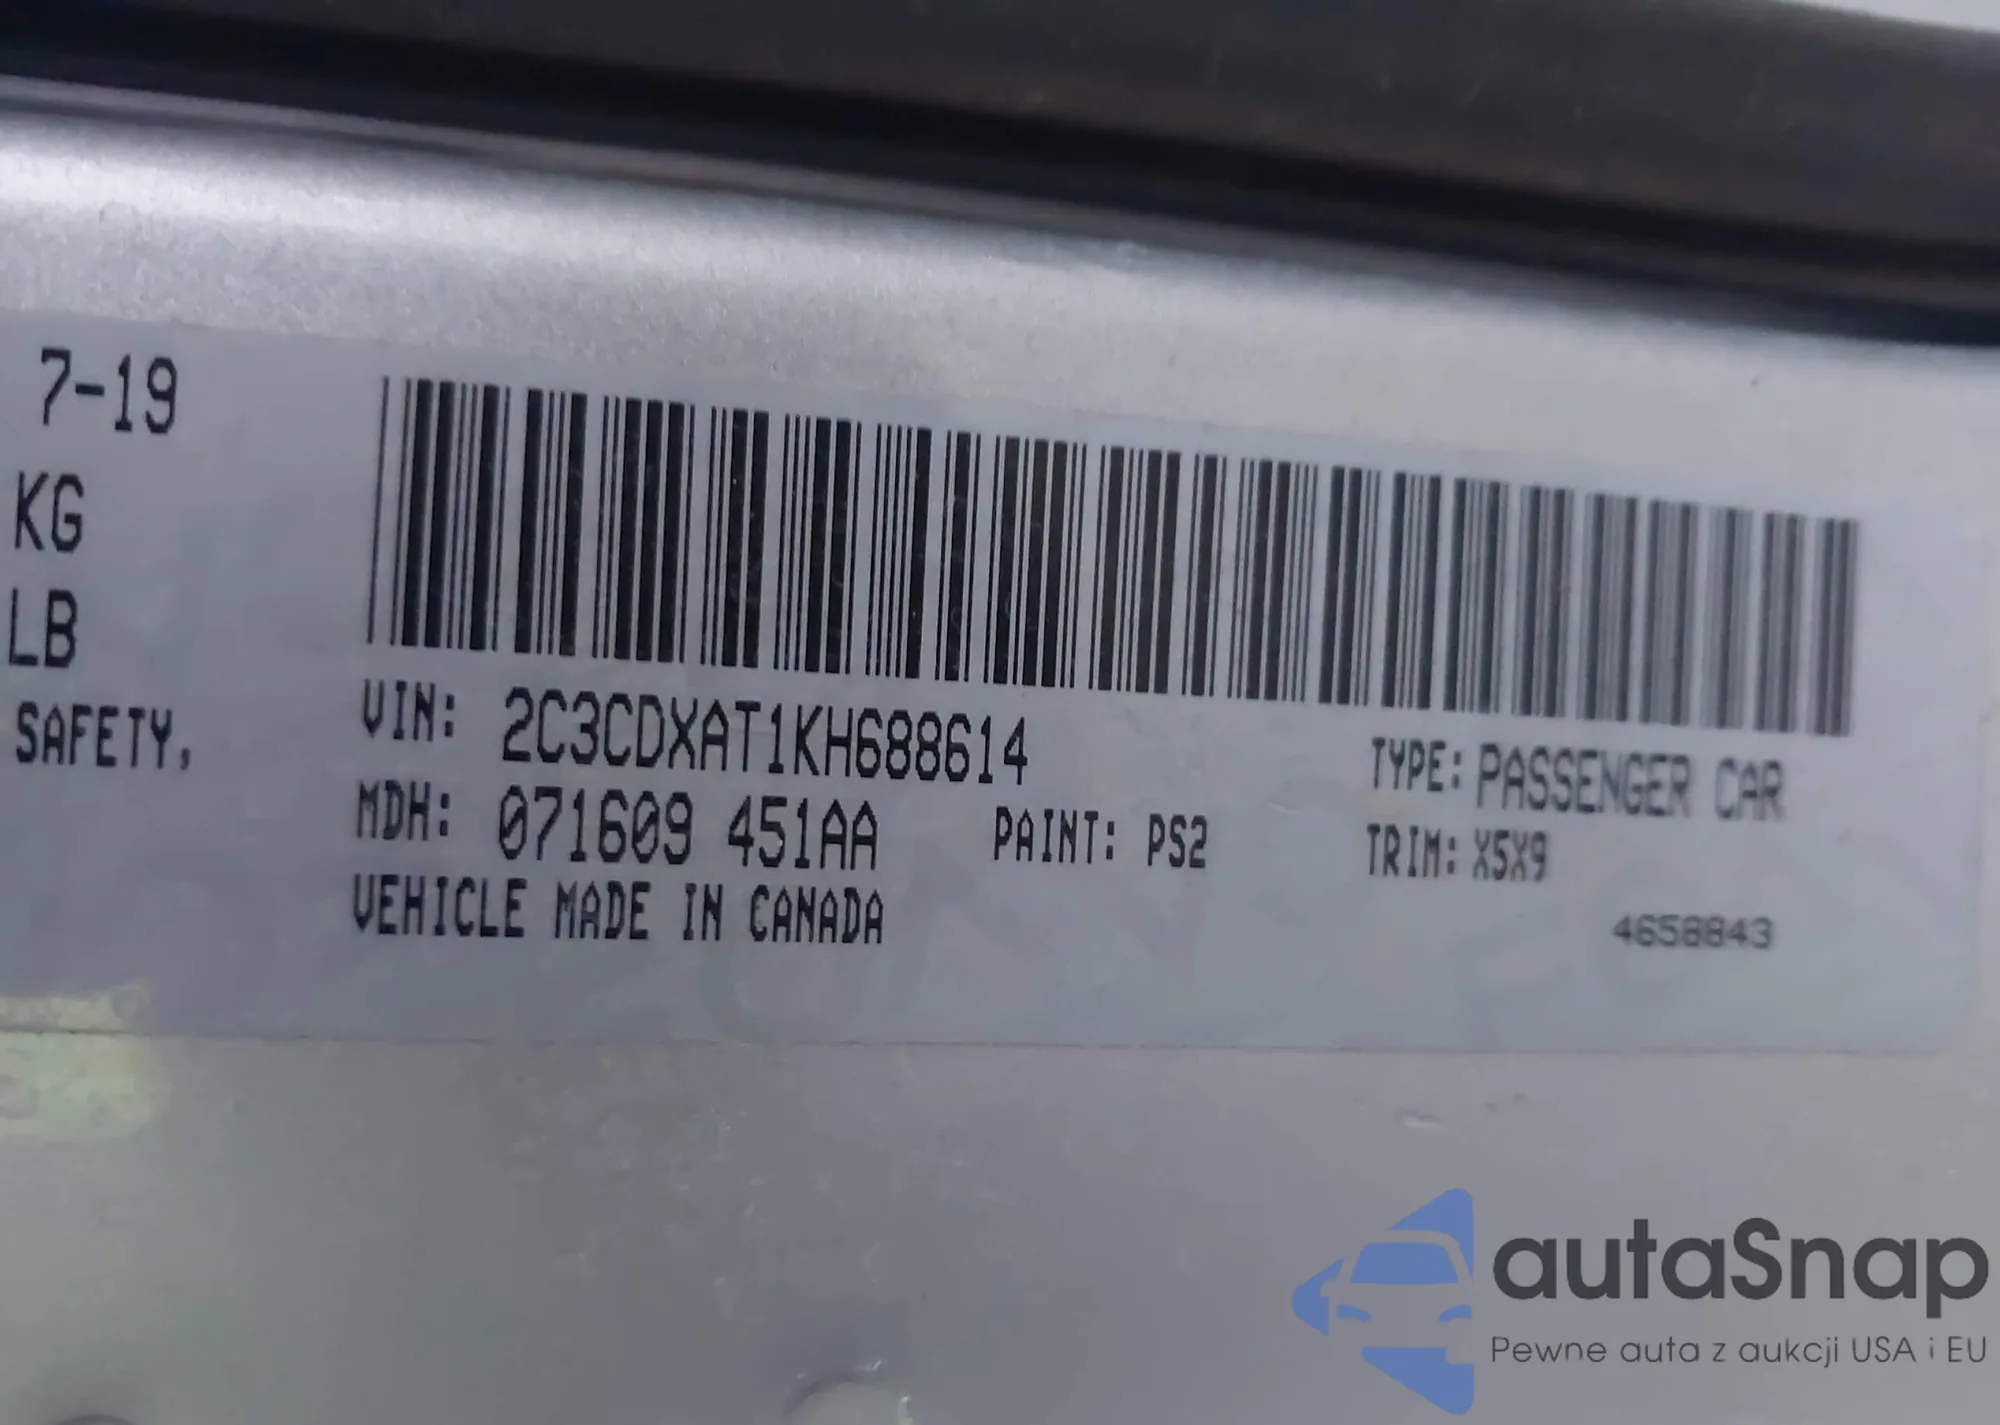 7-19
KG
LB
SAFETY,
VIN: 2C3CDXAT1KH688614
TYPE: PASSENGER CAR
MDH: 071609 451AA
PAINT: PS2
TRIM: X5X9
VEHICLE MADE IN CANADA
4658843
autaSnap
Pewne auta z aukcji USA i EU